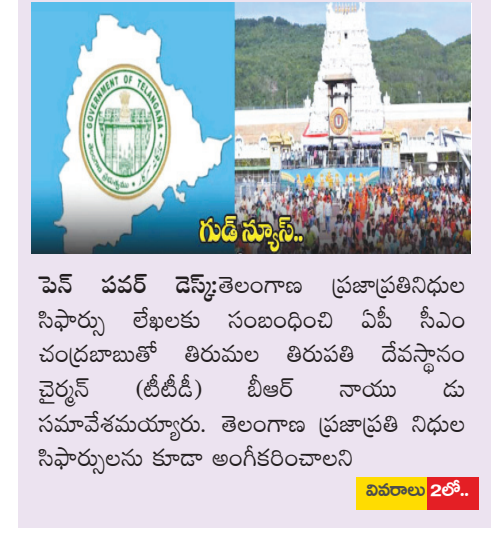 GOVERNMENT OF TELANGANA
గుడ్ న్యూస్..
పెన్ పవర్ డెస్క్:తెలంగాణ ప్రజాప్రతినిధుల
సిఫార్సు లేఖలకు సంబంధించి ఏపీ సీఎం
చంద్రబాబుతో తిరుమల తిరుపతి దేవస్థానం
చైర్మన్ (టీటీడీ) బీఆర్ నాయు డు
సమావేశమయ్యారు. తెలంగాణ ప్రజాప్రతి నిధుల
సిఫార్సులను కూడా అంగీకరించాలని
వివరాలు 2లో..